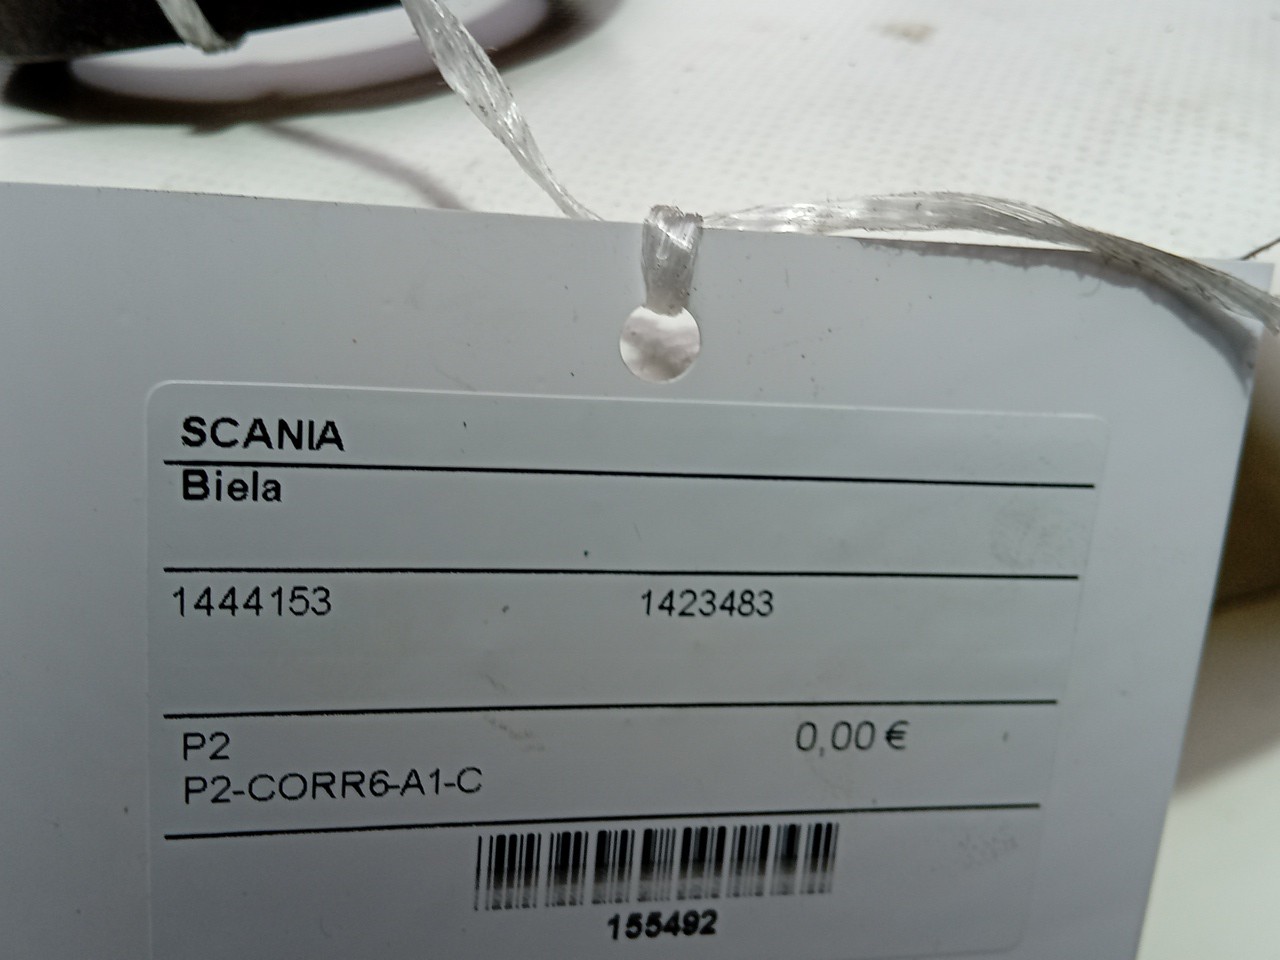 SCANIA
Biela
1444153 1423483
P2 0,00 €
P2-CORR6-A1-C
155492